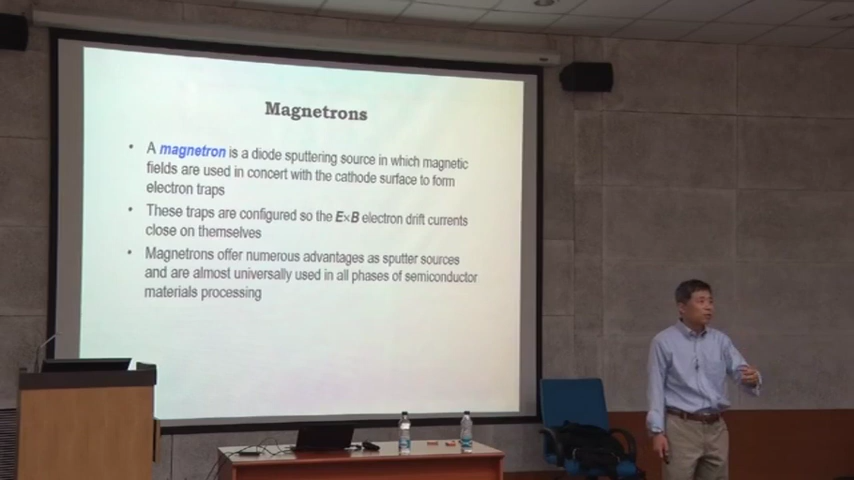 Magnetrons
• A magnetron is a diode sputtering source in which magnetic
fields are used in concert with the cathode surface to form
electron traps
• These traps are configured so the E×B electron drift currents
close on themselves
• Magnetrons offer numerous advantages as sputter sources
and are almost universally used in all phases of semiconductor
materials processing